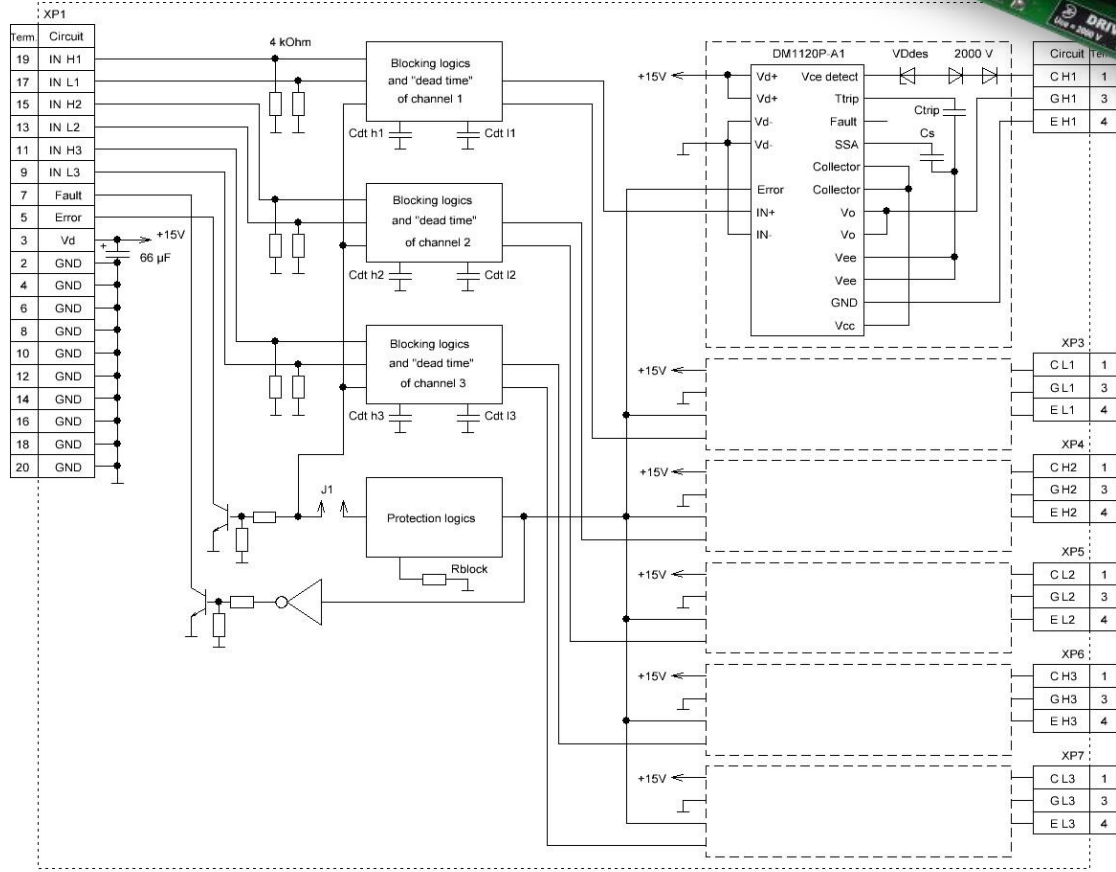 XP1
Term. Circuit
19 IN H1
17 IN L1
15 IN H2
13 IN L2
11 IN H3
9 IN L3
7 Fault
5 Error
3 Vd
2 GND
4 GND
6 GND
8 GND
10 GND
12 GND
14 GND
16 GND
18 GND
20 GND
+15V
+
66 µF
4 kOhm
Blocking logics
and "dead time"
of channel 1
Cdt h1
Cdt l1
Blocking logics
and "dead time"
of channel 2
Cdt h2
Cdt l2
Blocking logics
and "dead time"
of channel 3
Cdt h3
Cdt l3
J1
Protection logics
Rblock
DM1120P-A1
VDdes
2000 V
+15V
Vd+
Vd+
Vd-
Vd-
Error
IN+
IN-
Vce detect
Ttrip
Fault
SSA
Collector
Collector
Vo
Vo
Vee
Vee
GND
Vcc
Ctrip
Cs
Uce = 2000 V
Circuit
C H1 1
G H1 3
E H1 4
XP3
+15V
C L1 1
G L1 3
E L1 4
XP4
+15V
C H2 1
G H2 3
E H2 4
XP5
+15V
C L2 1
G L2 3
E L2 4
XP6
+15V
C H3 1
G H3 3
E H3 4
XP7
+15V
C L3 1
G L3 3
E L3 4